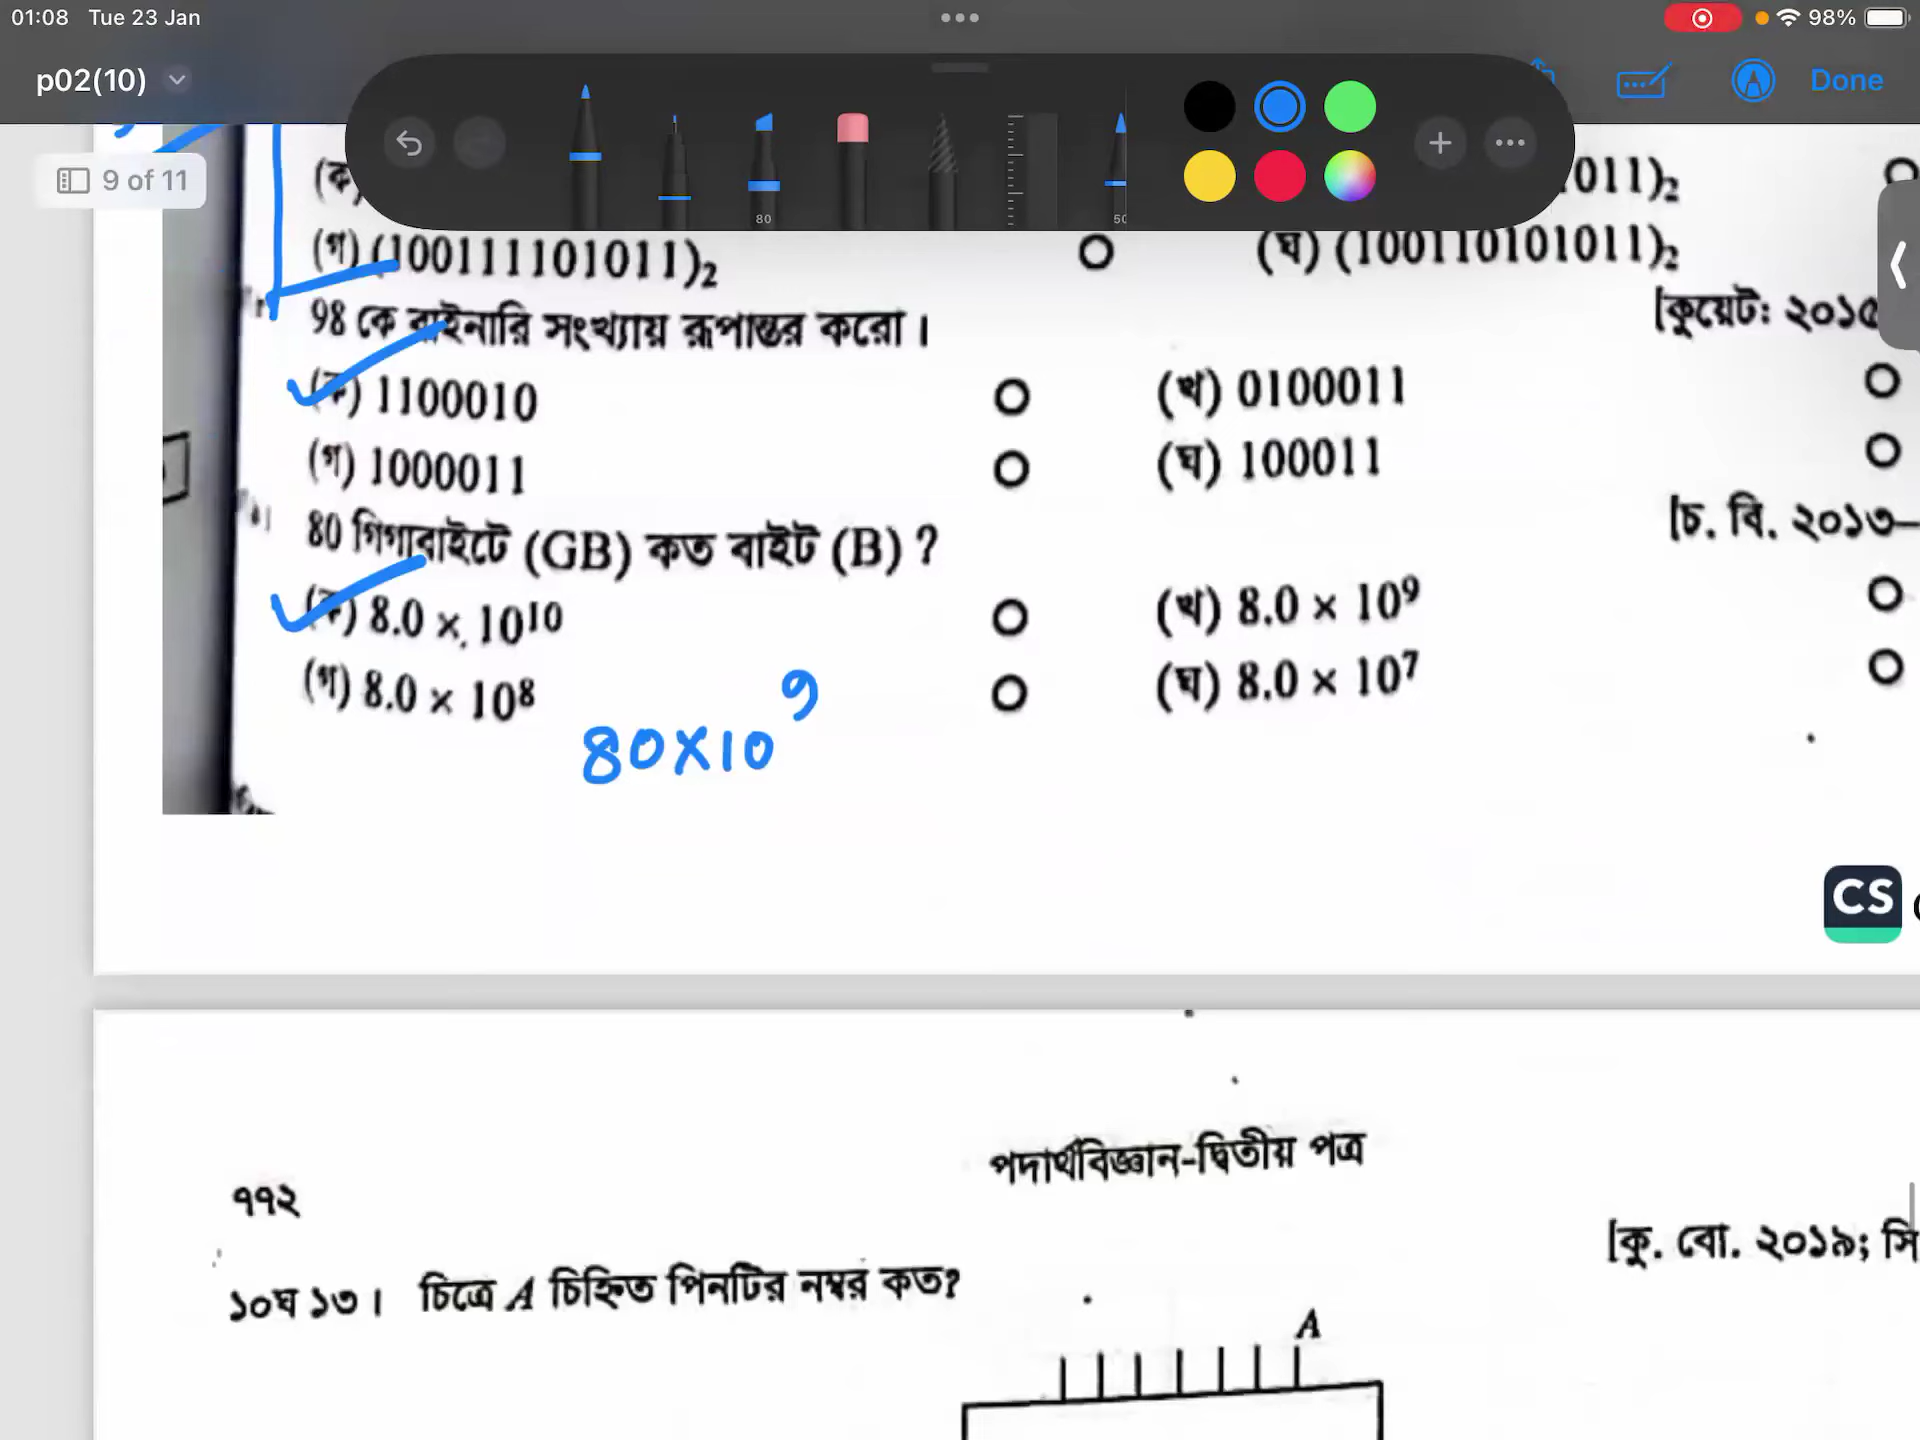 01:08 Tue 23 Jan
98%
p02(10)
Done
9 of 11
80
011)₂
(গ) (100111101011)₂ (ঘ) (100110101011)₂
98 কে বাইনারি সংখ্যায় রূপান্তর করো। [কুয়েট: ২০১৫
(ক) 1100010 (খ) 0100011
(গ) 1000011 (ঘ) 100011
80 গিগাবাইটে (GB) কত বাইট (B) ? [চ. বি. ২০১৩–
(ক) 8.0 × 10¹⁰ (খ) 8.0 × 10⁹
(গ) 8.0 × 10⁸ (ঘ) 8.0 × 10⁷
80×10⁹
CS
পদার্থবিজ্ঞান-দ্বিতীয় পত্র
৭৭২
[কু. বো. ২০১৯; সি
১০ঘ ১৩। চিত্রে A চিহ্নিত পিনটির নম্বর কত?
A